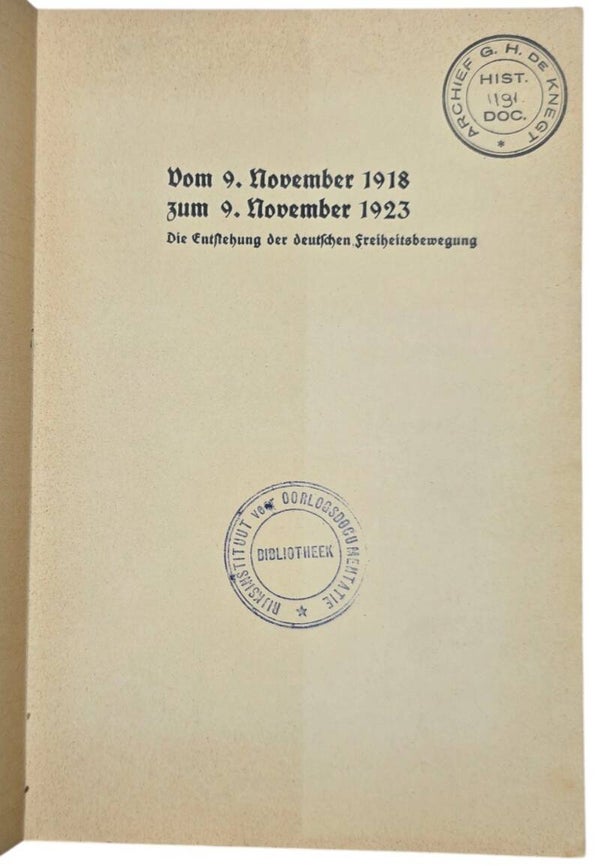 ARCHIEF G. H. DE KNEGT
HIST.
1191
DOC.
*
Vom 9. November 1918
zum 9. November 1923
Die Entstehung der deutschen Freiheitsbewegung
RIJKSINSTITUUT voor OORLOGSDOCUMENTATIE
BIBLIOTHEEK